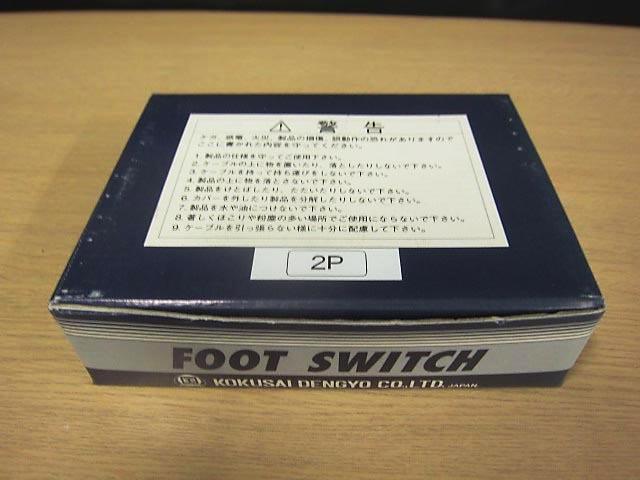 ⚠ 警告
ケガ、感電、火災、製品の損傷、誤動作の恐れがありますので
ここに書かれた内容を守ってください。
1. 製品の仕様を守ってご使用下さい。
2. ケーブルの上に物を置いたり、落としたりしないで下さい。
3. ケーブルを持って持ち運びをしないで下さい。
4. 製品の上に物を落とさないで下さい。
5. 製品をけとばしたり、たたいたりしないで下さい。
6. カバーを外したり製品を分解したりしないで下さい。
7. 製品を水や油につけないで下さい。
8. 著しくほこりや粉塵の多い場所でご使用にならないで下さい。
9. ケーブルを引っ張らない様に十分に配慮して下さい。
2P
FOOT SWITCH
KOKUSAI DENGYO CO., LTD. JAPAN